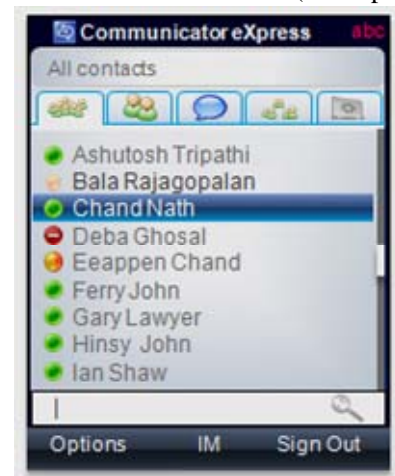 Communicator eXpress abc
All contacts
Ashutosh Tripathi
Bala Rajagopalan
Chand Nath
Deba Ghosal
Eeappen Chand
Ferry John
Gary Lawyer
Hinsy John
Ian Shaw
Options IM Sign Out